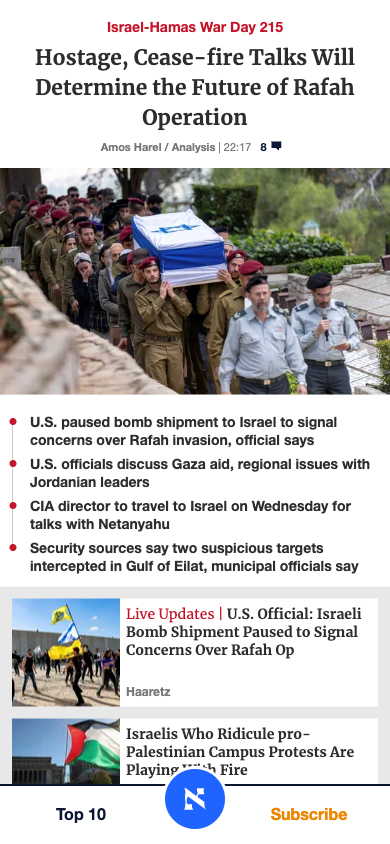 Israel-Hamas War Day 215
Hostage, Cease-fire Talks Will
Determine the Future of Rafah
Operation
Amos Harel / Analysis | 22:17 8
U.S. paused bomb shipment to Israel to signal
concerns over Rafah invasion, official says
U.S. officials discuss Gaza aid, regional issues with
Jordanian leaders
CIA director to travel to Israel on Wednesday for
talks with Netanyahu
Security sources say two suspicious targets
intercepted in Gulf of Eilat, municipal officials say
Live Updates | U.S. Official: Israeli
Bomb Shipment Paused to Signal
Concerns Over Rafah Op
Haaretz
Israelis Who Ridicule pro-
Palestinian Campus Protests Are
Playing With Fire
Top 10
א
Subscribe